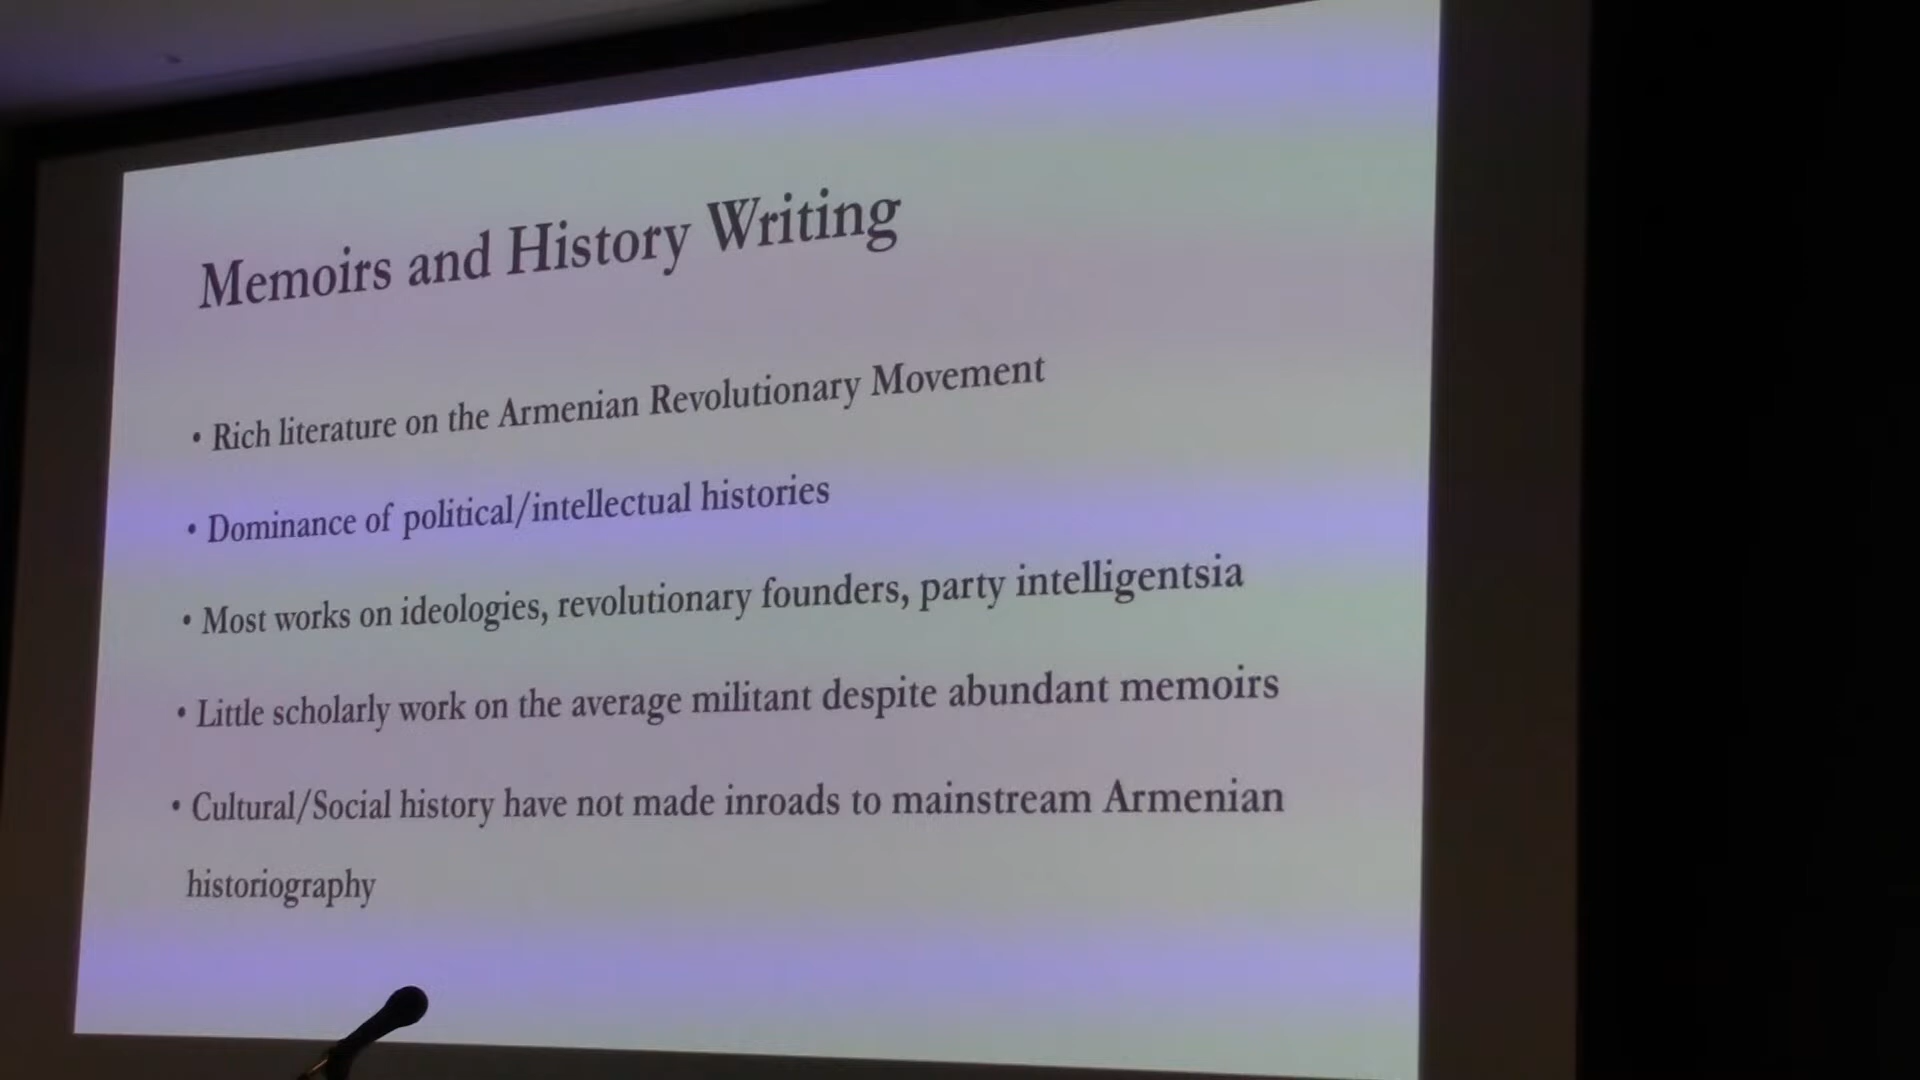 Memoirs and History Writing
• Rich literature on the Armenian Revolutionary Movement
• Dominance of political/intellectual histories
• Most works on ideologies, revolutionary founders, party intelligentsia
• Little scholarly work on the average militant despite abundant memoirs
• Cultural/Social history have not made inroads to mainstream Armenian
historiography